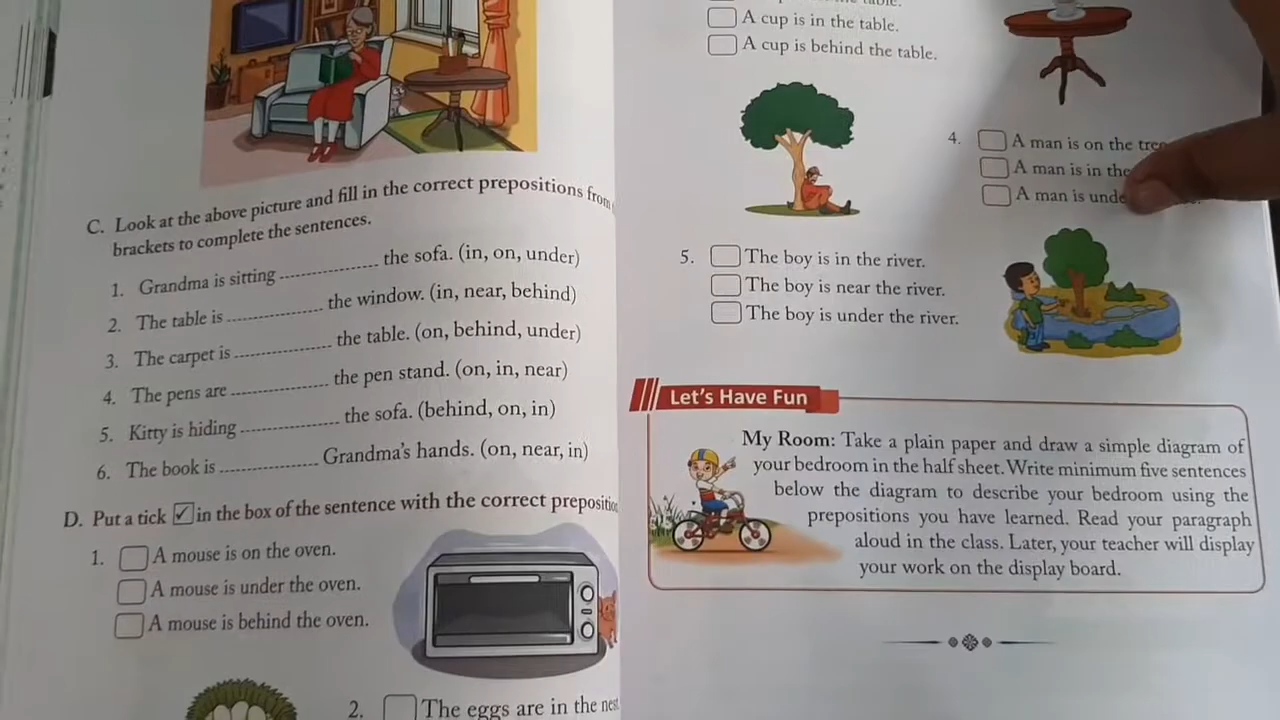 C. Look at the above picture and fill in the correct prepositions from
brackets to complete the sentences.
1. Grandma is sitting ______ the sofa. (in, on, under)
2. The table is ______ the window. (in, near, behind)
3. The carpet is ______ the table. (on, behind, under)
4. The pens are ______ the pen stand. (on, in, near)
5. Kitty is hiding ______ the sofa. (behind, on, in)
6. The book is ______ Grandma's hands. (on, near, in)
D. Put a tick ✓ in the box of the sentence with the correct
1. A mouse is on the oven.
A mouse is under the oven.
A mouse is behind the oven.
2. The eggs are in the
A cup is in the table.
A cup is behind the table.
4. A man is on the
A man is in the
A man is
5. The boy is in the river.
The boy is near the river.
The boy is under the river.
Let's Have Fun
My Room: Take a plain paper and draw a simple diagram of
your bedroom in the half sheet. Write minimum five sentences
below the diagram to describe your bedroom using the
prepositions you have learned. Read your paragraph
aloud in the class. Later, your teacher will display
your work on the display board.